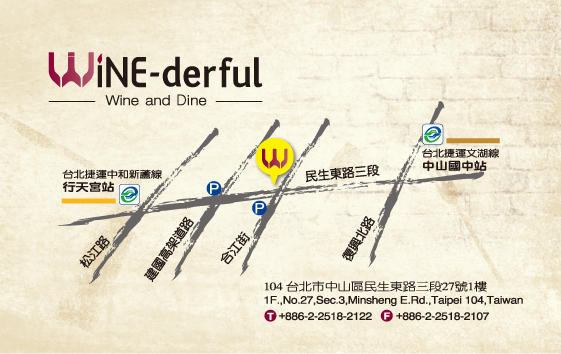 WiNE-derful
Wine and Dine
台北捷運文湖線
中山國中站
台北捷運中和新蘆線
行天宮站
W
民生東路三段
P
P
松江路
建國高架道路
合江街
復興北路
104 台北市中山區民生東路三段27號1樓
1F.,No.27,Sec.3,Minsheng E.Rd.,Taipei 104,Taiwan
T +886-2-2518-2122 F +886-2-2518-2107